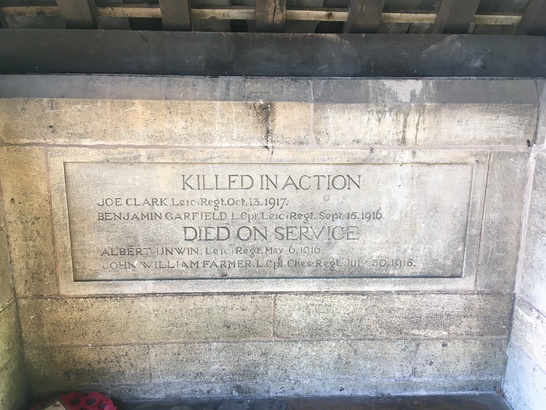 KILLED IN ACTION
JOE CLARK. Leic: Regt. Oct. 13. 1917.
BENJAMIN GARFIELD. L. Cpl. Leic: Regt. Sept. 15. 1916.
DIED ON SERVICE
ALBERT UNWIN. Leic: Regt. May 6. 1916.
JOHN WILLIAM FARMER. L. Cpl. Ches: Regt. July 30. 1918.